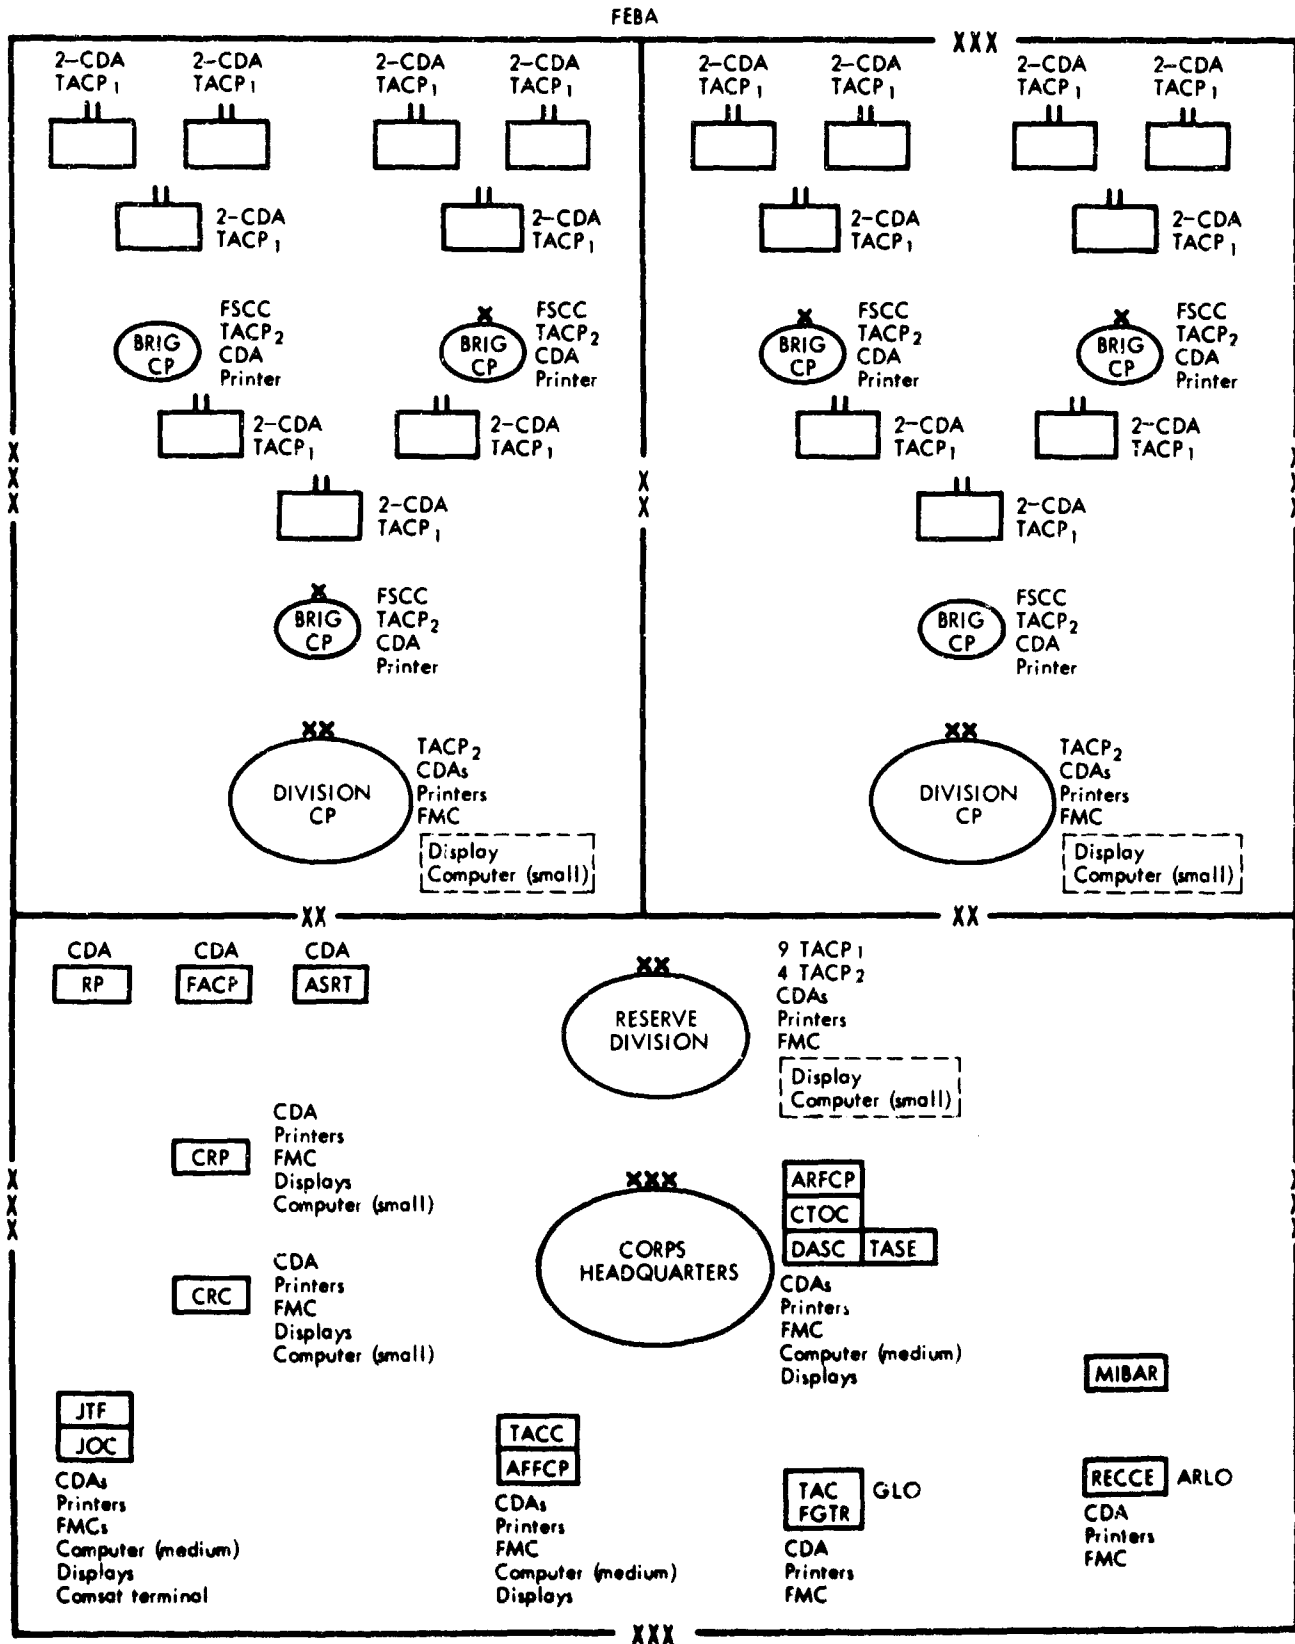 FEBA
XXX
2-CDA 2-CDA 2-CDA 2-CDA 2-CDA 2-CDA 2-CDA 2-CDA
TACP1 TACP1 TACP1 TACP1 TACP1 TACP1 TACP1 TACP1
2-CDA
TACP1
2-CDA
TACP1
2-CDA
TACP1
2-CDA
TACP1
BRIG
CP
FSCC
TACP2
CDA
Printer
X
BRIG
CP
FSCC
TACP2
CDA
Printer
X
BRIG
CP
FSCC
TACP2
CDA
Printer
X
BRIG
CP
FSCC
TACP2
CDA
Printer
2-CDA
TACP1
2-CDA
TACP1
2-CDA
TACP1
2-CDA
TACP1
XXX
XX
XXX
2-CDA
TACP1
2-CDA
TACP1
X
BRIG
CP
FSCC
TACP2
CDA
Printer
BRIG
CP
FSCC
TACP2
CDA
Printer
XX
DIVISION
CP
TACP2
CDAs
Printers
FMC
Display
Computer (small)
XX
DIVISION
CP
TACP2
CDAs
Printers
FMC
Display
Computer (small)
XX
XX
CDA
RP
CDA
FACP
CDA
ASRT
XX
RESERVE
DIVISION
9 TACP1
4 TACP2
CDAs
Printers
FMC
Display
Computer (small)
CRP
CDA
Printers
FMC
Displays
Computer (small)
XXX
XXX
CORPS
HEADQUARTERS
ARFCP
CTOC
DASC TASE
CDAs
Printers
FMC
Computer (medium)
Displays
XXX
CRC
CDA
Printers
FMC
Displays
Computer (small)
MIBAR
JTF
JOC
CDAs
Printers
FMCs
Computer (medium)
Displays
Comsat terminal
TACC
AFFCP
CDAs
Printers
FMC
Computer (medium)
Displays
TAC
FGTR
GLO
CDA
Printers
FMC
RECCE ARLO
CDA
Printers
FMC
XXX